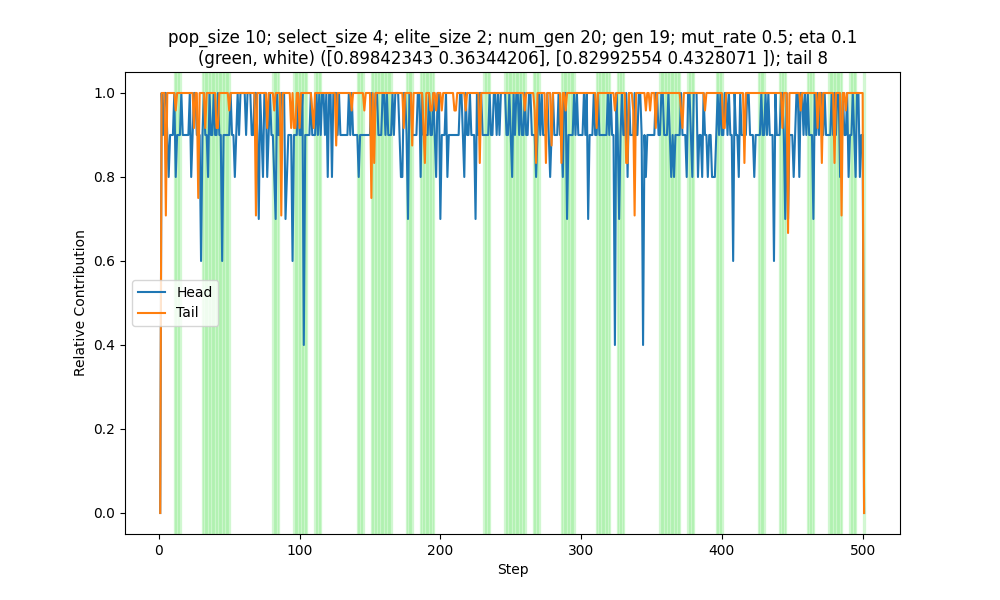 pop_size 10; select_size 4; elite_size 2; num_gen 20; gen 19; mut_rate 0.5; eta 0.1
(green, white) ([0.89842343 0.36344206], [0.82992554 0.4328071 ]); tail 8
1.0
0.8
0.6
0.4
0.2
0.0
Relative Contribution
Head
Tail
0
100
200
300
400
500
Step